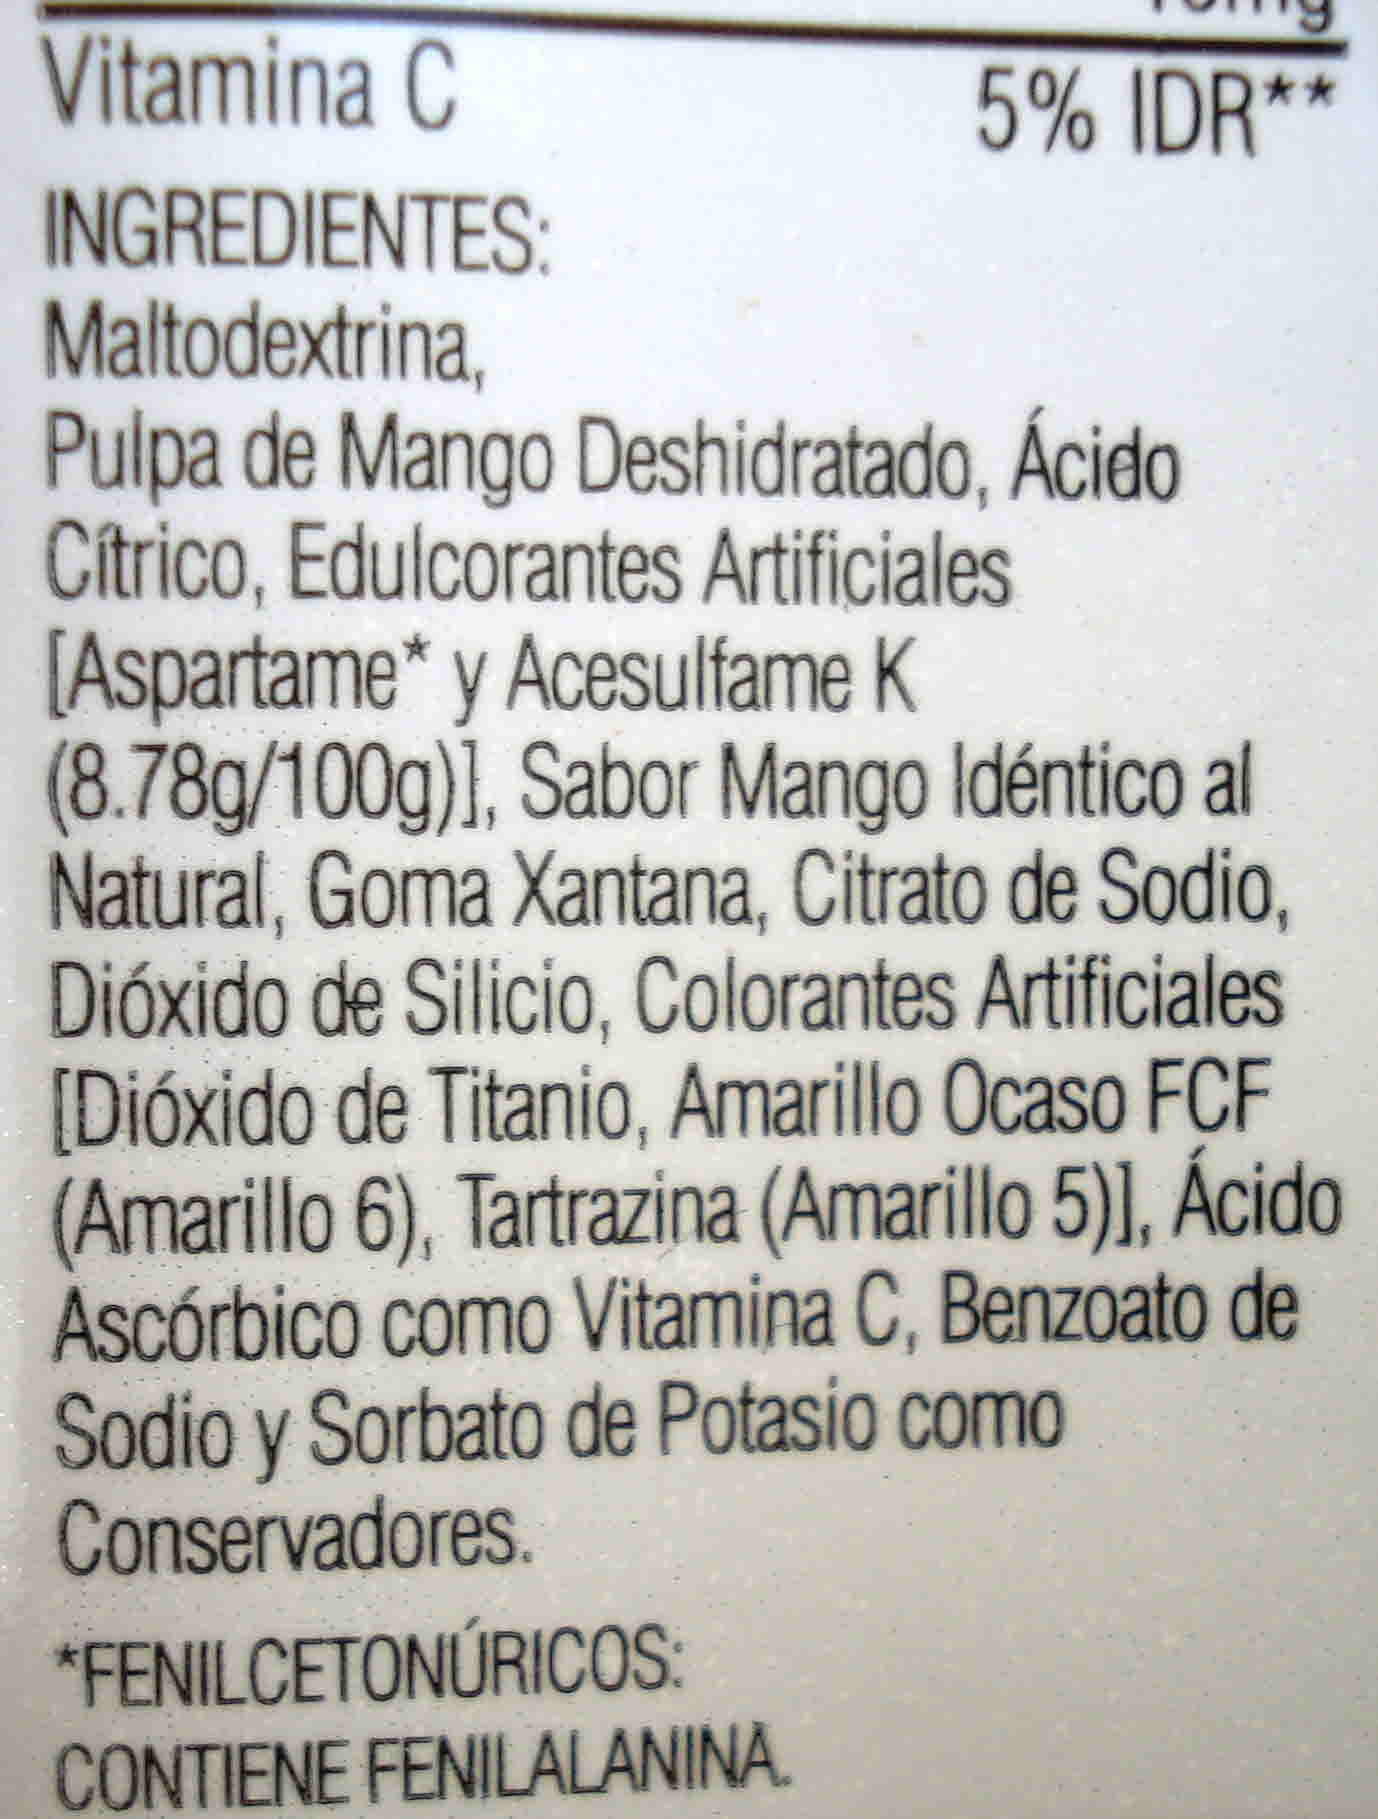 Vitamina C 5% IDR**
INGREDIENTES:
Maltodextrina,
Pulpa de Mango Deshidratado, Ácido
Cítrico, Edulcorantes Artificiales
[Aspartame* y Acesulfame K
(8.78g/100g)], Sabor Mango Idéntico al
Natural, Goma Xantana, Citrato de Sodio,
Dióxido de Silicio, Colorantes Artificiales
[Dióxido de Titanio, Amarillo Ocaso FCF
(Amarillo 6), Tartrazina (Amarillo 5)], Ácido
Ascórbico como Vitamina C, Benzoato de
Sodio y Sorbato de Potasio como
Conservadores.
*FENILCETONÚRICOS:
CONTIENE FENILALANINA.